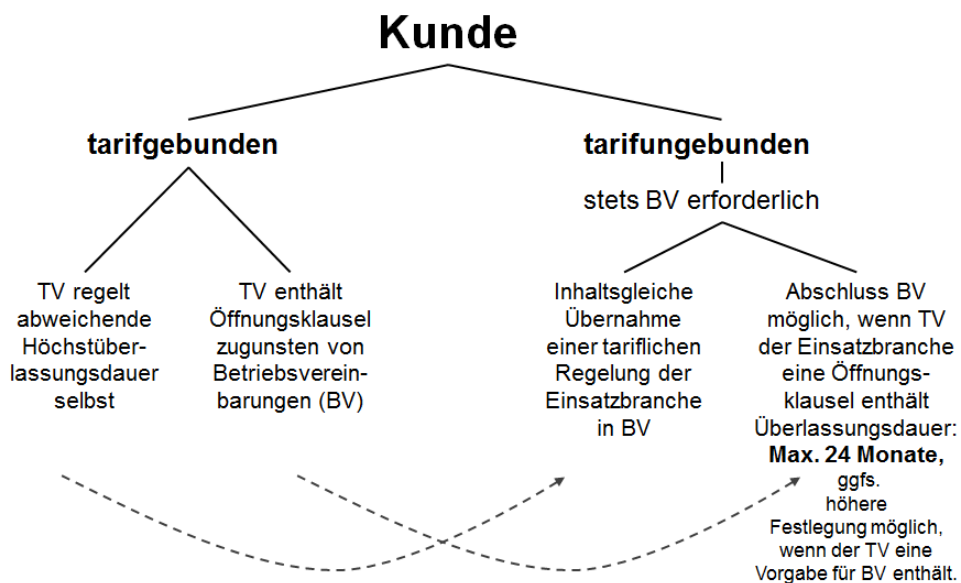 Kunde
tarifgebunden
tarifungebunden
stets BV erforderlich
TV regelt
abweichende
Höchstüber-
lassungsdauer
selbst
TV enthält
Öffnungsklausel
zugunsten von
Betriebsverein-
barungen (BV)
Inhaltsgleiche
Übernahme
einer tariflichen
Regelung der
Einsatzbranche
in BV
Abschluss BV
möglich, wenn TV
der Einsatzbranche
eine Öffnungs-
klausel enthält
Überlassungsdauer:
Max. 24 Monate,
ggfs.
höhere
Festlegung möglich,
wenn der TV eine
Vorgabe für BV enthält.